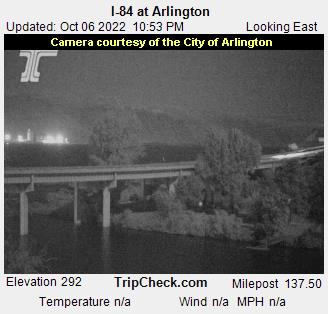 I-84 at Arlington
Updated: Oct 06 2022 10:53 PM Looking East
Camera courtesy of the City of Arlington
Elevation 292 TripCheck.com Milepost 137.50
Temperature n/a Wind n/a MPH n/a